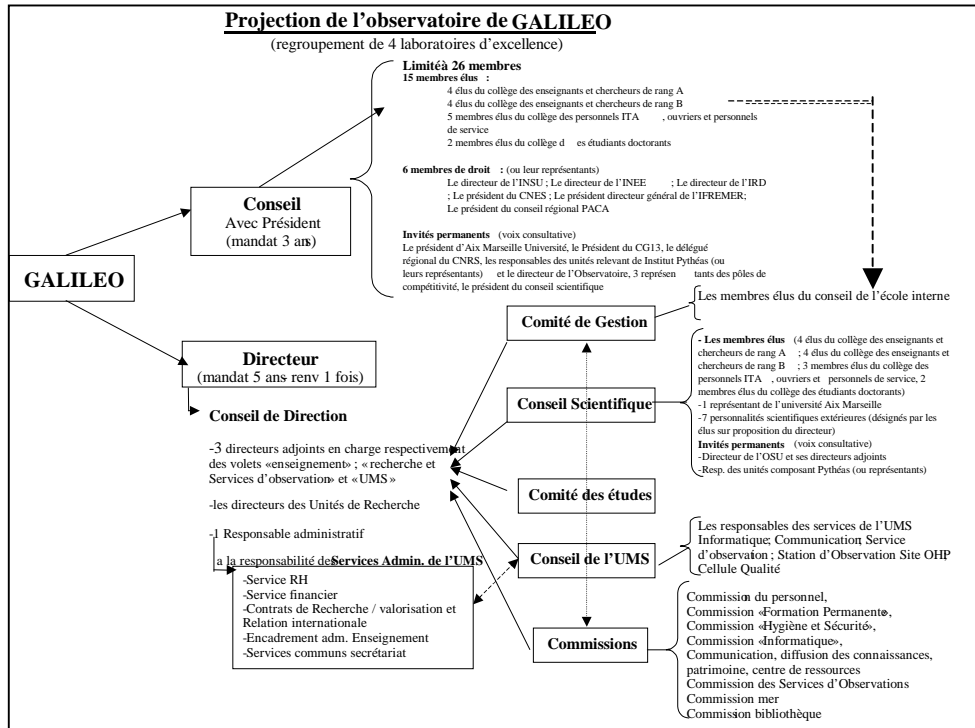 Projection de l'observatoire de GALILEO
(regroupement de 4 laboratoires d'excellence)
Limitéà 26 membres
15 membres élus :
4 élus du collège des enseignants et chercheurs de rang A
4 élus du collège des enseignants et chercheurs de rang B
5 membres élus du collège des personnels ITA , ouvriers et personnels
de service
2 membres élus du collège d es étudiants doctorants
6 membres de droit : (ou leur représentants)
Le directeur de l'INSU ; Le directeur de l'INEE ; Le directeur de l'IRD
; Le président du CNES ; Le président directeur général de l'IFREMER;
Le président du conseil régional PACA
Invités permanents (voix consultative)
Le président d'Aix Marseille Université, le Président du CG13, le délégué
régional du CNRS, les responsables des unités relevant de Institut Pythéas (ou
leurs représentants) et le directeur de l'Observatoire, 3 représen tants des pôles de
compétitivité, le président du conseil scientifique
Conseil
Avec Président
(mandat 3 ans)
GALILEO
Directeur
(mandat 5 ans- renv 1 fois)
Conseil de Direction
-3 directeurs adjoints en charge respectivement
des volets «enseignement» ; «recherche et
Services d'observation» et «UMS»
-les directeurs des Unités de Recherche
-1 Responsable administratif
a la responsabilité des Services Admin. de l'UMS
-Service RH
-Service financier
-Contrats de Recherche / valorisation et
Relation internationale
-Encadrement adm. Enseignement
-Services communs secrétariat
Comité de Gestion
Les membres élus du conseil de l'école interne
Conseil Scientifique
- Les membres élus (4 élus du collège des enseignants et
chercheurs de rang A ; 4 élus du collège des enseignants et
chercheurs de rang B ; 3 membres élus du collège des
personnels ITA , ouvriers et personnels de service, 2
membres élus du collège des étudiants doctorants)
-1 représentant de l'université Aix Marseille
-7 personnalités scientifiques extérieures (désignés par les
élus sur proposition du directeur)
Invités permanents (voix consultative)
-Directeur de l'OSU et ses directeurs adjoints
-Resp. des unités composant Pythéas (ou représentants)
Comité des études
Conseil de l'UMS
Les responsables des services de l'UMS
Informatique; Communication; Service
d'observation ; Station d'Observation Site OHP
Cellule Qualité
Commissions
Commission du personnel,
Commission «Formation Permanente»,
Commission «Hygiène et Sécurité»,
Commission «Informatique»,
Communication, diffusion des connaissances,
patrimoine, centre de ressources
Commission des Services d'Observations
Commission mer
Commission bibliothèque